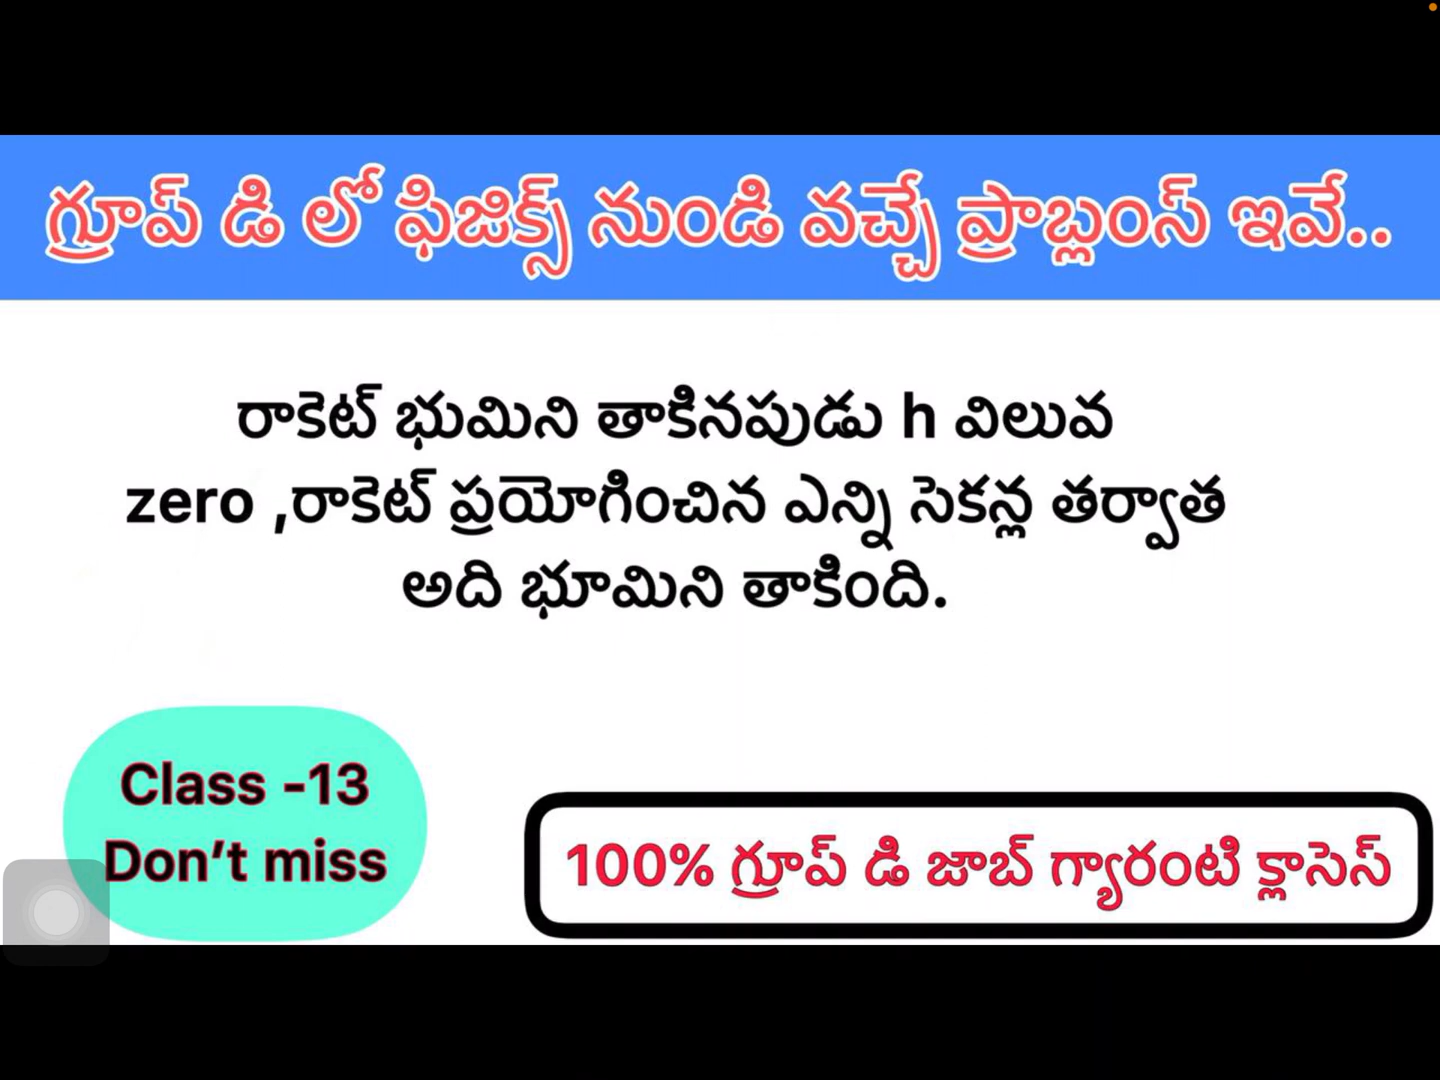 గ్రూప్ డి లో ఫిజిక్స్ నుండి వచ్చే ప్రాబ్లంస్ ఇవే..
రాకెట్ భుమిని తాకినపుడు h విలువ
zero ,రాకెట్ ప్రయోగించిన ఎన్ని సెకన్ల తర్వాత
అది భూమిని తాకింది.
Class -13
Don’t miss
100% గ్రూప్ డి జాబ్ గ్యారంటి క్లాసెస్